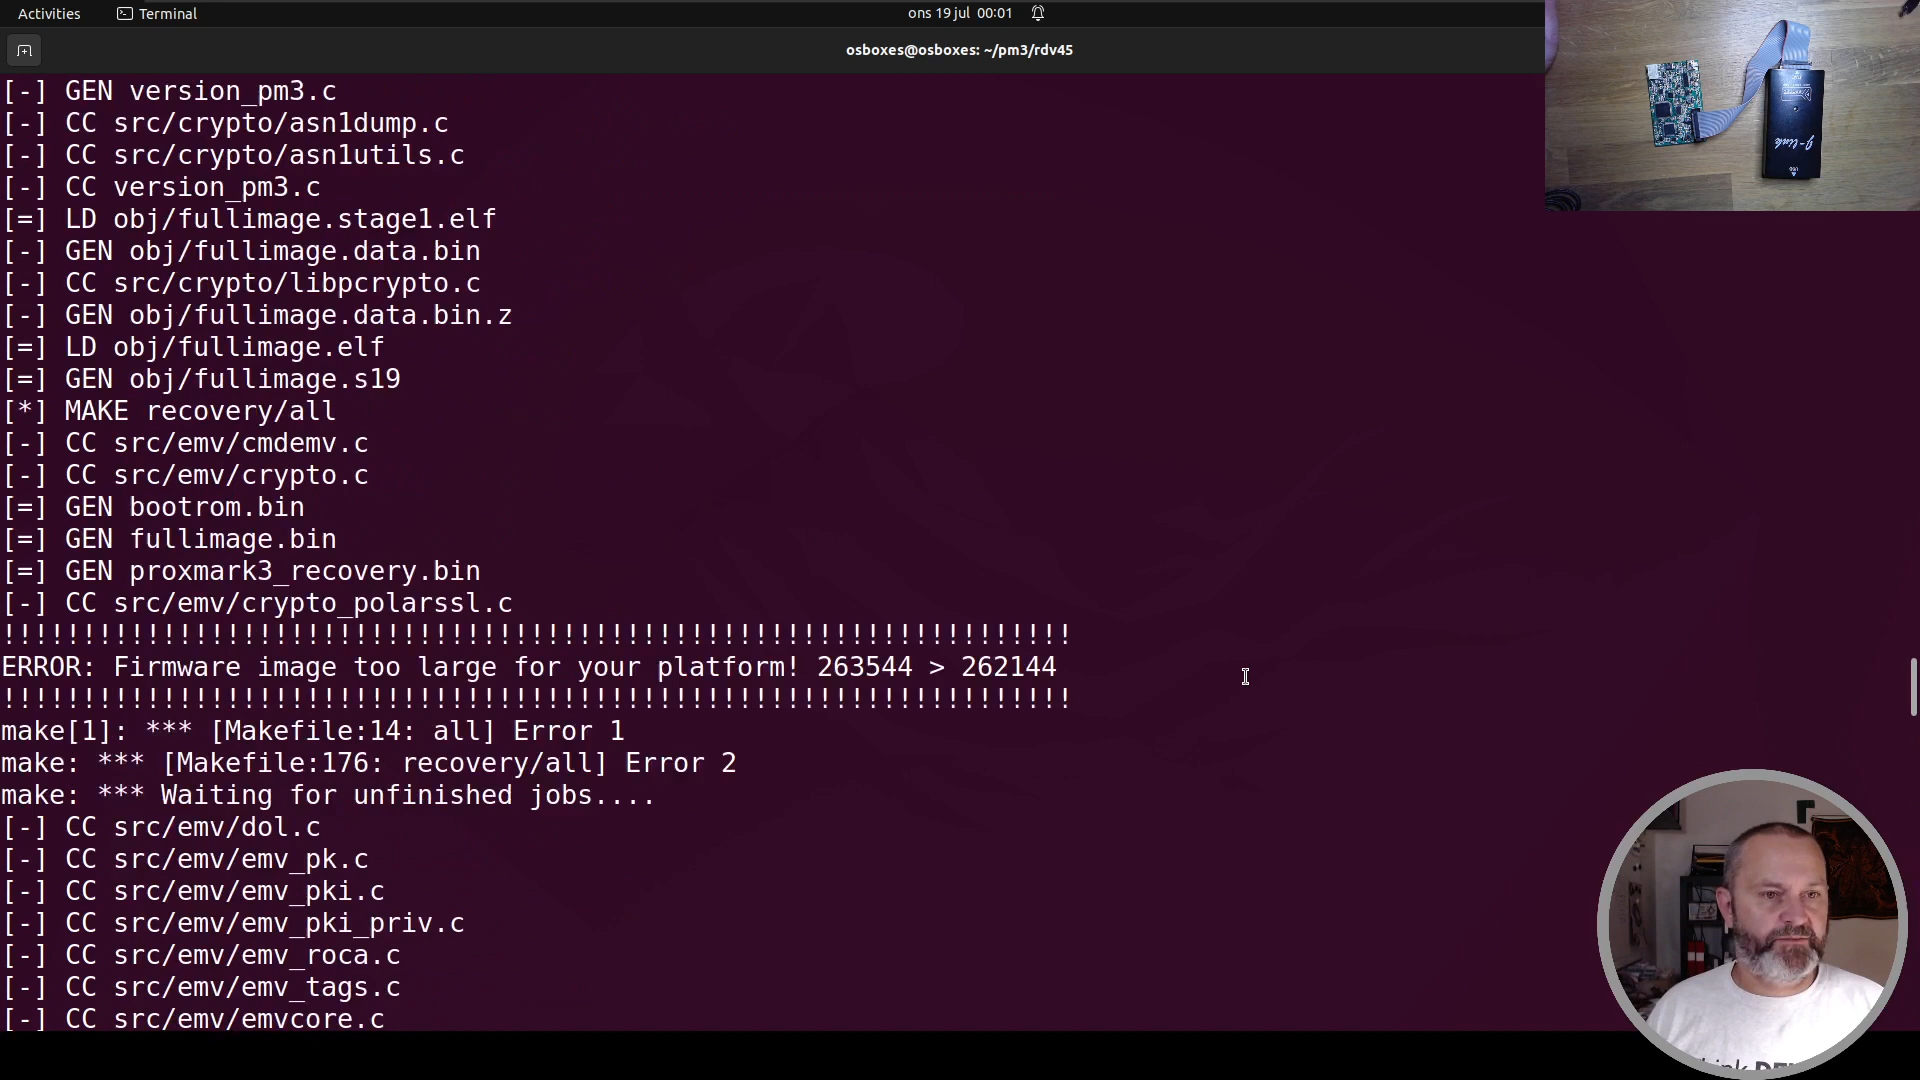 Activities
Terminal
ons 19 jul 00:01
osboxes@osboxes: ~/pm3/rdv45
[-] GEN version_pm3.c
[-] CC src/crypto/asn1dump.c
[-] CC src/crypto/asn1utils.c
[-] CC version_pm3.c
[=] LD obj/fullimage.stage1.elf
[-] GEN obj/fullimage.data.bin
[-] CC src/crypto/libpcrypto.c
[-] GEN obj/fullimage.data.bin.z
[=] LD obj/fullimage.elf
[=] GEN obj/fullimage.s19
[*] MAKE recovery/all
[-] CC src/emv/cmdemv.c
[-] CC src/emv/crypto.c
[=] GEN bootrom.bin
[=] GEN fullimage.bin
[=] GEN proxmark3_recovery.bin
[-] CC src/emv/crypto_polarssl.c
!!!!!!!!!!!!!!!!!!!!!!!!!!!!!!!!!!!!!!!!!!!!!!!!!!!!!!!!!!!!!!!!!!!
ERROR: Firmware image too large for your platform! 263544 > 262144
!!!!!!!!!!!!!!!!!!!!!!!!!!!!!!!!!!!!!!!!!!!!!!!!!!!!!!!!!!!!!!!!!!!
make[1]: *** [Makefile:14: all] Error 1
make: *** [Makefile:176: recovery/all] Error 2
make: *** Waiting for unfinished jobs....
[-] CC src/emv/dol.c
[-] CC src/emv/emv_pk.c
[-] CC src/emv/emv_pki.c
[-] CC src/emv/emv_pki_priv.c
[-] CC src/emv/emv_roca.c
[-] CC src/emv/emv_tags.c
[-] CC src/emv/emvcore.c
J-link
USB